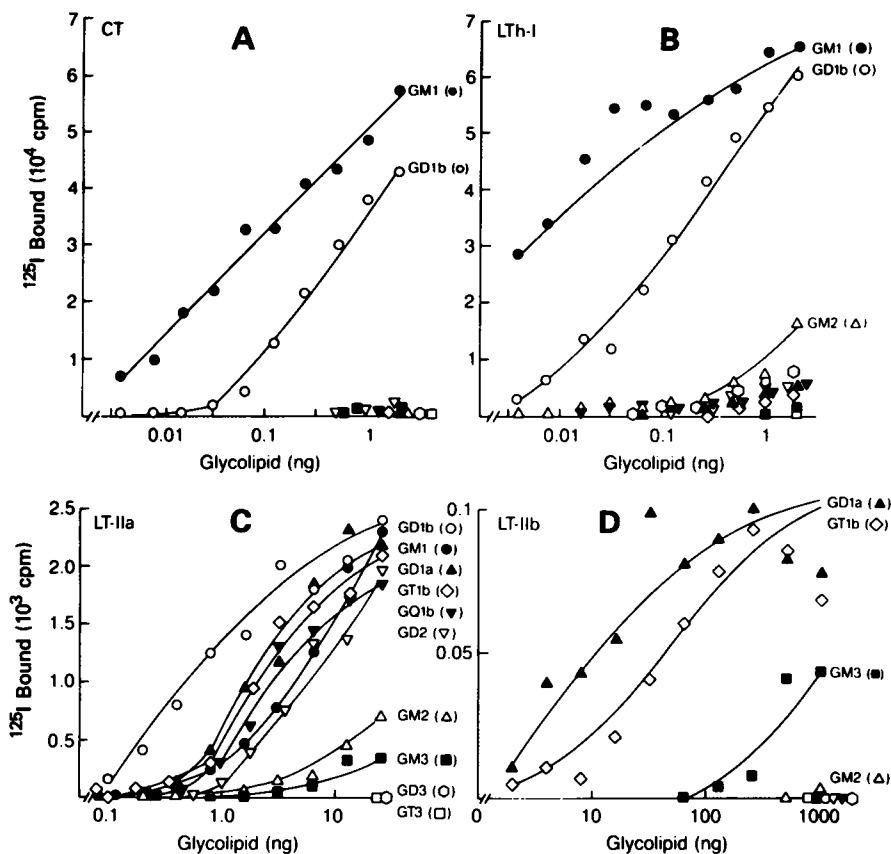 CT
A
7
6
5
4
3
2
1
GM1 (●)
GD1b (○)
0.01
0.1
1
Glycolipid (ng)
¹²⁵I Bound (10⁴ cpm)
LTh-I
B
7
6
5
4
3
2
1
GM1 (●)
GD1b (○)
GM2 (△)
0.01
0.1
1
Glycolipid (ng)
LT-IIa
C
2.5
2.0
1.5
1.0
0.5
GD1b (○)
GM1 (●)
GD1a (▲)
GT1b (◇)
GQ1b (▼)
GD2 (▽)
GM2 (△)
GM3 (■)
GD3 (⬡)
GT3 (□)
0.1
1.0
10
Glycolipid (ng)
¹²⁵I Bound (10³ cpm)
LT-IIb
D
0.1
0.05
GD1a (▲)
GT1b (◇)
GM3 (■)
GM2 (△)
0
0
10
100
1000
Glycolipid (ng)